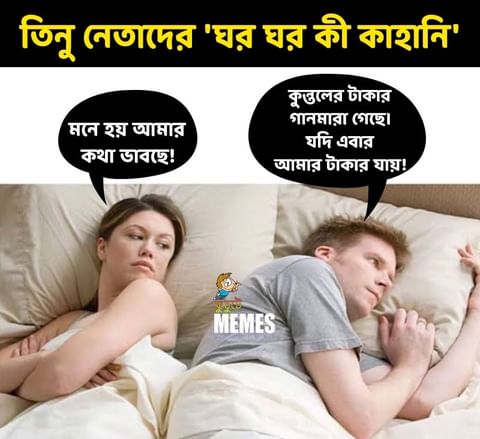 তিনু নেতাদের 'ঘর ঘর কী কাহানি'
মনে হয় আমার
কথা ভাবছে!
কুন্তলের টাকার
গানমারা গেছে।
যদি এবার
আমার টাকার যায়!
MEMES